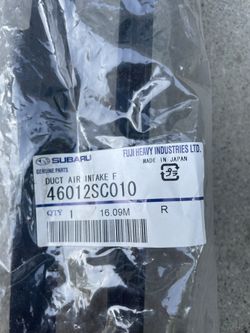 SUBARU
FUJI HEAVY INDUSTRIES LTD.
GENUINE PARTS
MADE IN JAPAN
DUCT AIR INTAKE F
46012SC010
QTY 1 16.09M R